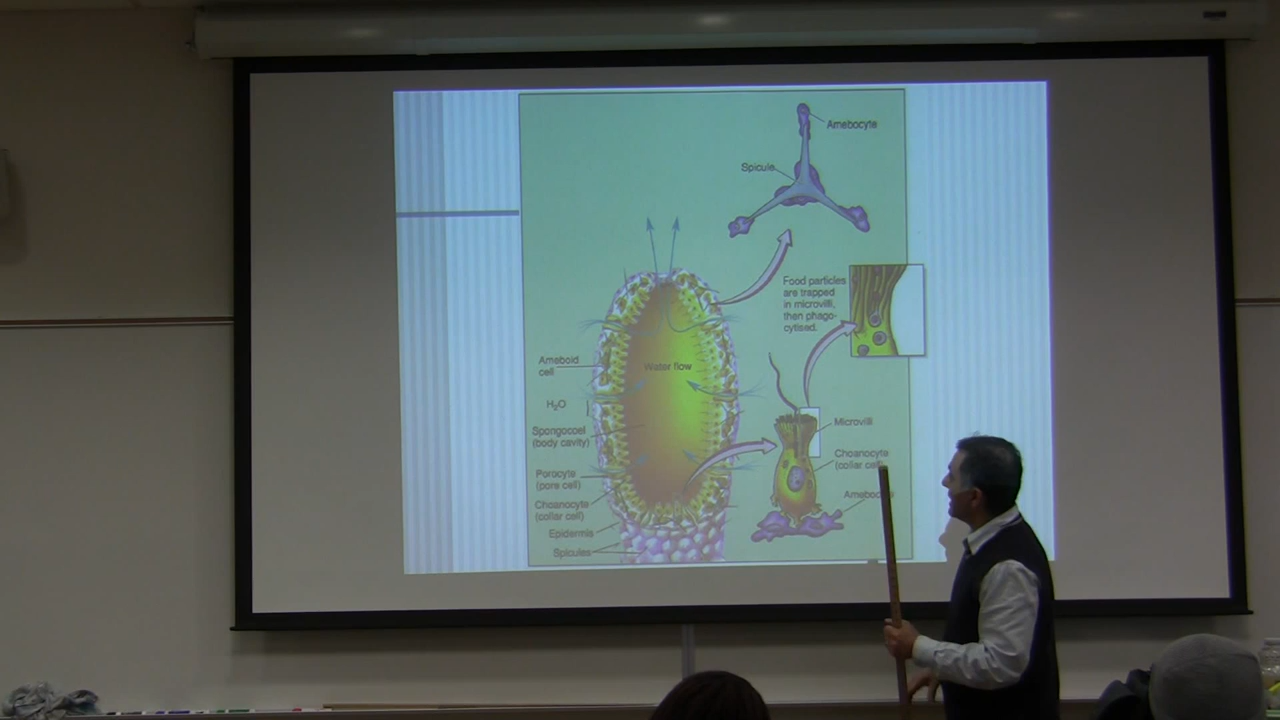 Amebocyte
Spicule
Food particles
are trapped
in microvilli,
then phago-
cytised.
Ameboid
cell
Water flow
H₂O
Spongocoel
(body cavity)
Porocyte
(pore cell)
Choanocyte
(collar cell)
Epidermis
Spicules
Microvilli
Choanocyte
(collar cell)